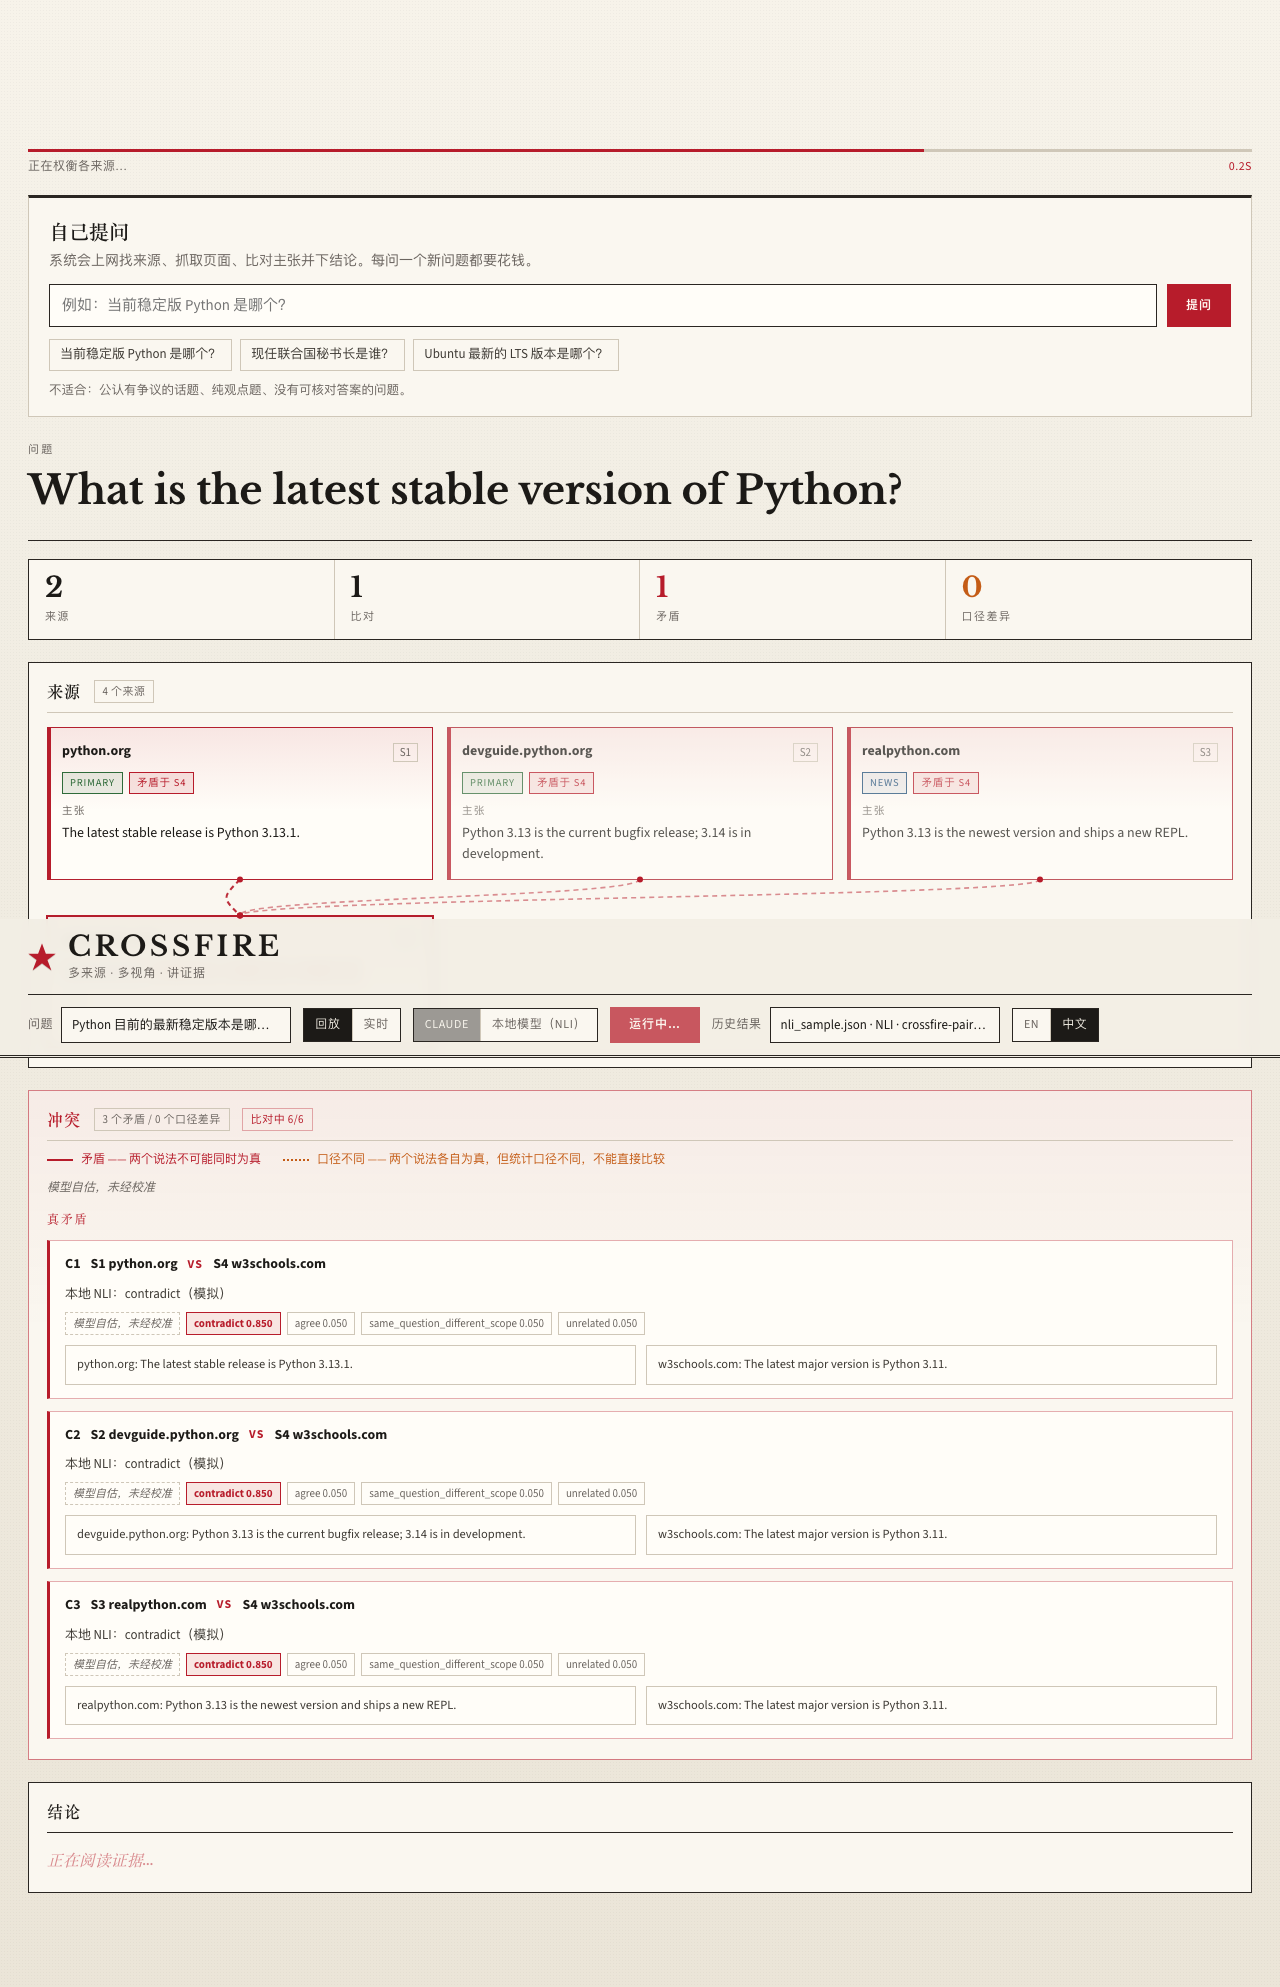 正在权衡各来源…
0.2S
自己提问
系统会上网找来源、抓取页面、比对主张并下结论。每问一个新问题都要花钱。
例如：当前稳定版 Python 是哪个？
提问
当前稳定版 Python 是哪个？
现任联合国秘书长是谁？
Ubuntu 最新的 LTS 版本是哪个？
不适合：公认有争议的话题、纯观点题、没有可核对答案的问题。
问题
What is the latest stable version of Python?
2
来源
1
比对
1
矛盾
0
口径差异
来源
4 个来源
python.org
S1
PRIMARY
矛盾于 S4
主张
The latest stable release is Python 3.13.1.
devguide.python.org
S2
PRIMARY
矛盾于 S4
主张
Python 3.13 is the current bugfix release; 3.14 is in
development.
realpython.com
S3
NEWS
矛盾于 S4
主张
Python 3.13 is the newest version and ships a new REPL.
CROSSFIRE
多来源 · 多视角 · 讲证据
问题
Python 目前的最新稳定版本是哪…
回放
实时
CLAUDE
本地模型（NLI）
运行中…
历史结果
nli_sample.json · NLI · crossfire-pair…
EN
中文
冲突
3 个矛盾 / 0 个口径差异
比对中 6/6
矛盾 —— 两个说法不可能同时为真
口径不同 —— 两个说法各自为真，但统计口径不同，不能直接比较
模型自估，未经校准
真矛盾
C1 S1 python.org VS S4 w3schools.com
本地 NLI：contradict（模拟）
模型自估，未经校准
contradict 0.850
agree 0.050
same_question_different_scope 0.050
unrelated 0.050
python.org: The latest stable release is Python 3.13.1.
w3schools.com: The latest major version is Python 3.11.
C2 S2 devguide.python.org VS S4 w3schools.com
本地 NLI：contradict（模拟）
模型自估，未经校准
contradict 0.850
agree 0.050
same_question_different_scope 0.050
unrelated 0.050
devguide.python.org: Python 3.13 is the current bugfix release; 3.14 is in development.
w3schools.com: The latest major version is Python 3.11.
C3 S3 realpython.com VS S4 w3schools.com
本地 NLI：contradict（模拟）
模型自估，未经校准
contradict 0.850
agree 0.050
same_question_different_scope 0.050
unrelated 0.050
realpython.com: Python 3.13 is the newest version and ships a new REPL.
w3schools.com: The latest major version is Python 3.11.
结论
正在阅读证据…